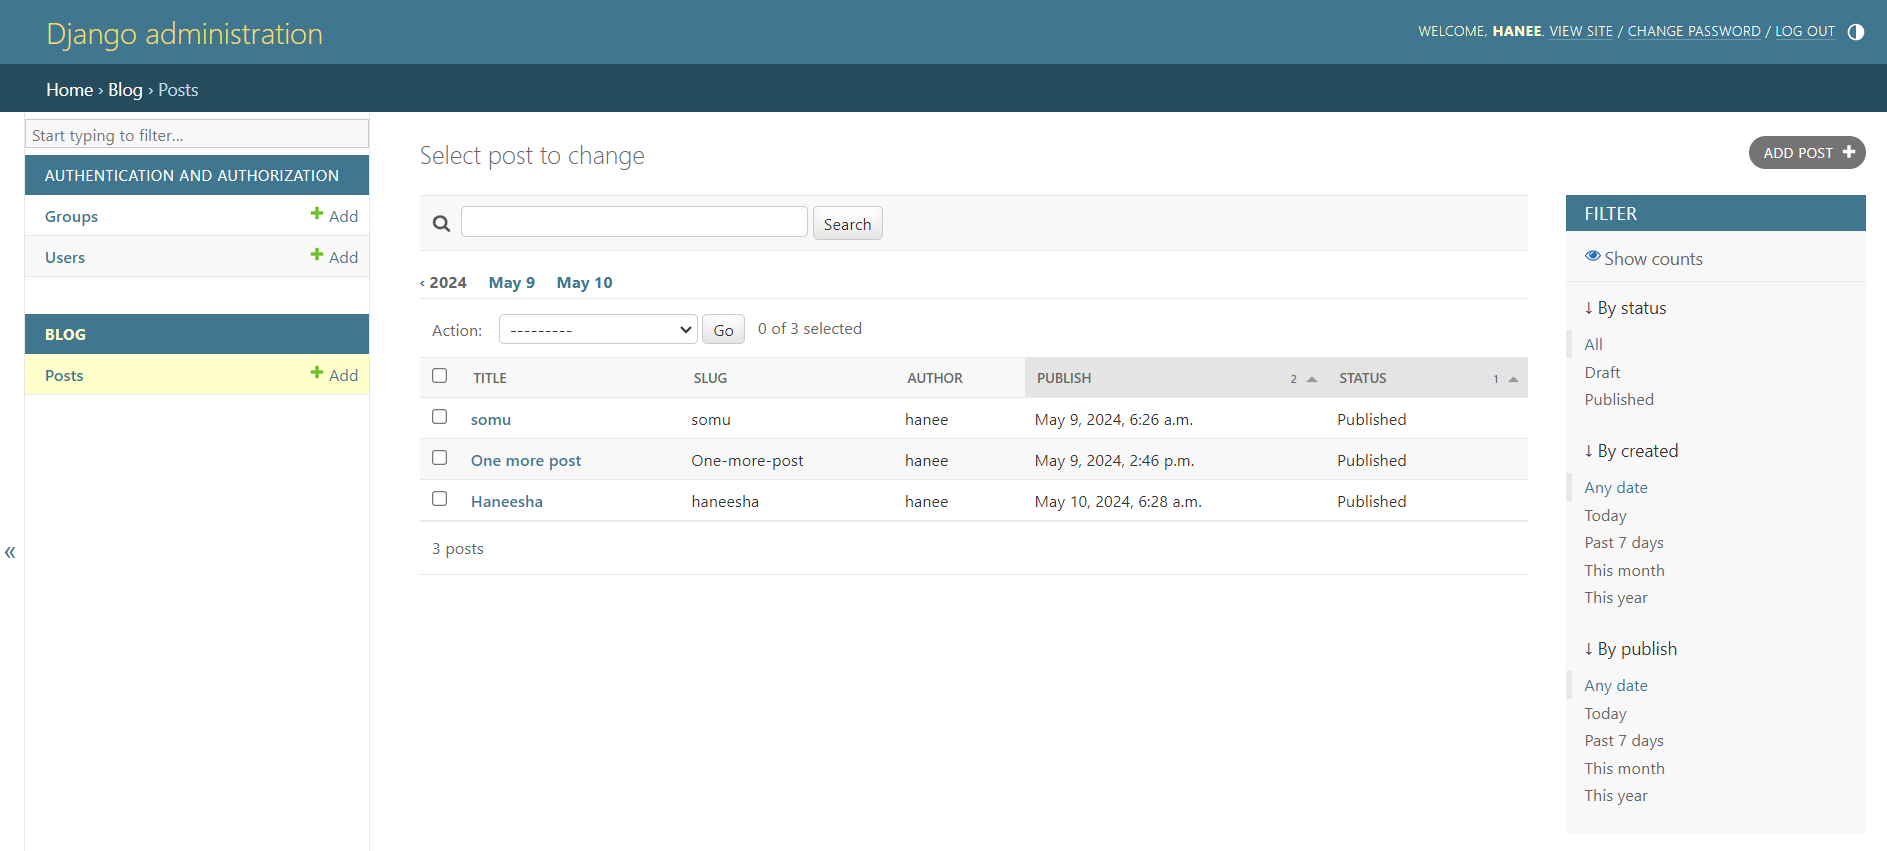 Django administration
WELCOME, HANEE. VIEW SITE / CHANGE PASSWORD / LOG OUT
Home › Blog › Posts
Start typing to filter...
AUTHENTICATION AND AUTHORIZATION
Groups Add
Users Add
BLOG
Posts Add
Select post to change
ADD POST
Search
‹ 2024 May 9 May 10
Action: --------- Go 0 of 3 selected
TITLE SLUG AUTHOR PUBLISH 2 STATUS 1
somu somu hanee May 9, 2024, 6:26 a.m. Published
One more post One-more-post hanee May 9, 2024, 2:46 p.m. Published
Haneesha haneesha hanee May 10, 2024, 6:28 a.m. Published
3 posts
«
FILTER
Show counts
↓ By status
All
Draft
Published
↓ By created
Any date
Today
Past 7 days
This month
This year
↓ By publish
Any date
Today
Past 7 days
This month
This year